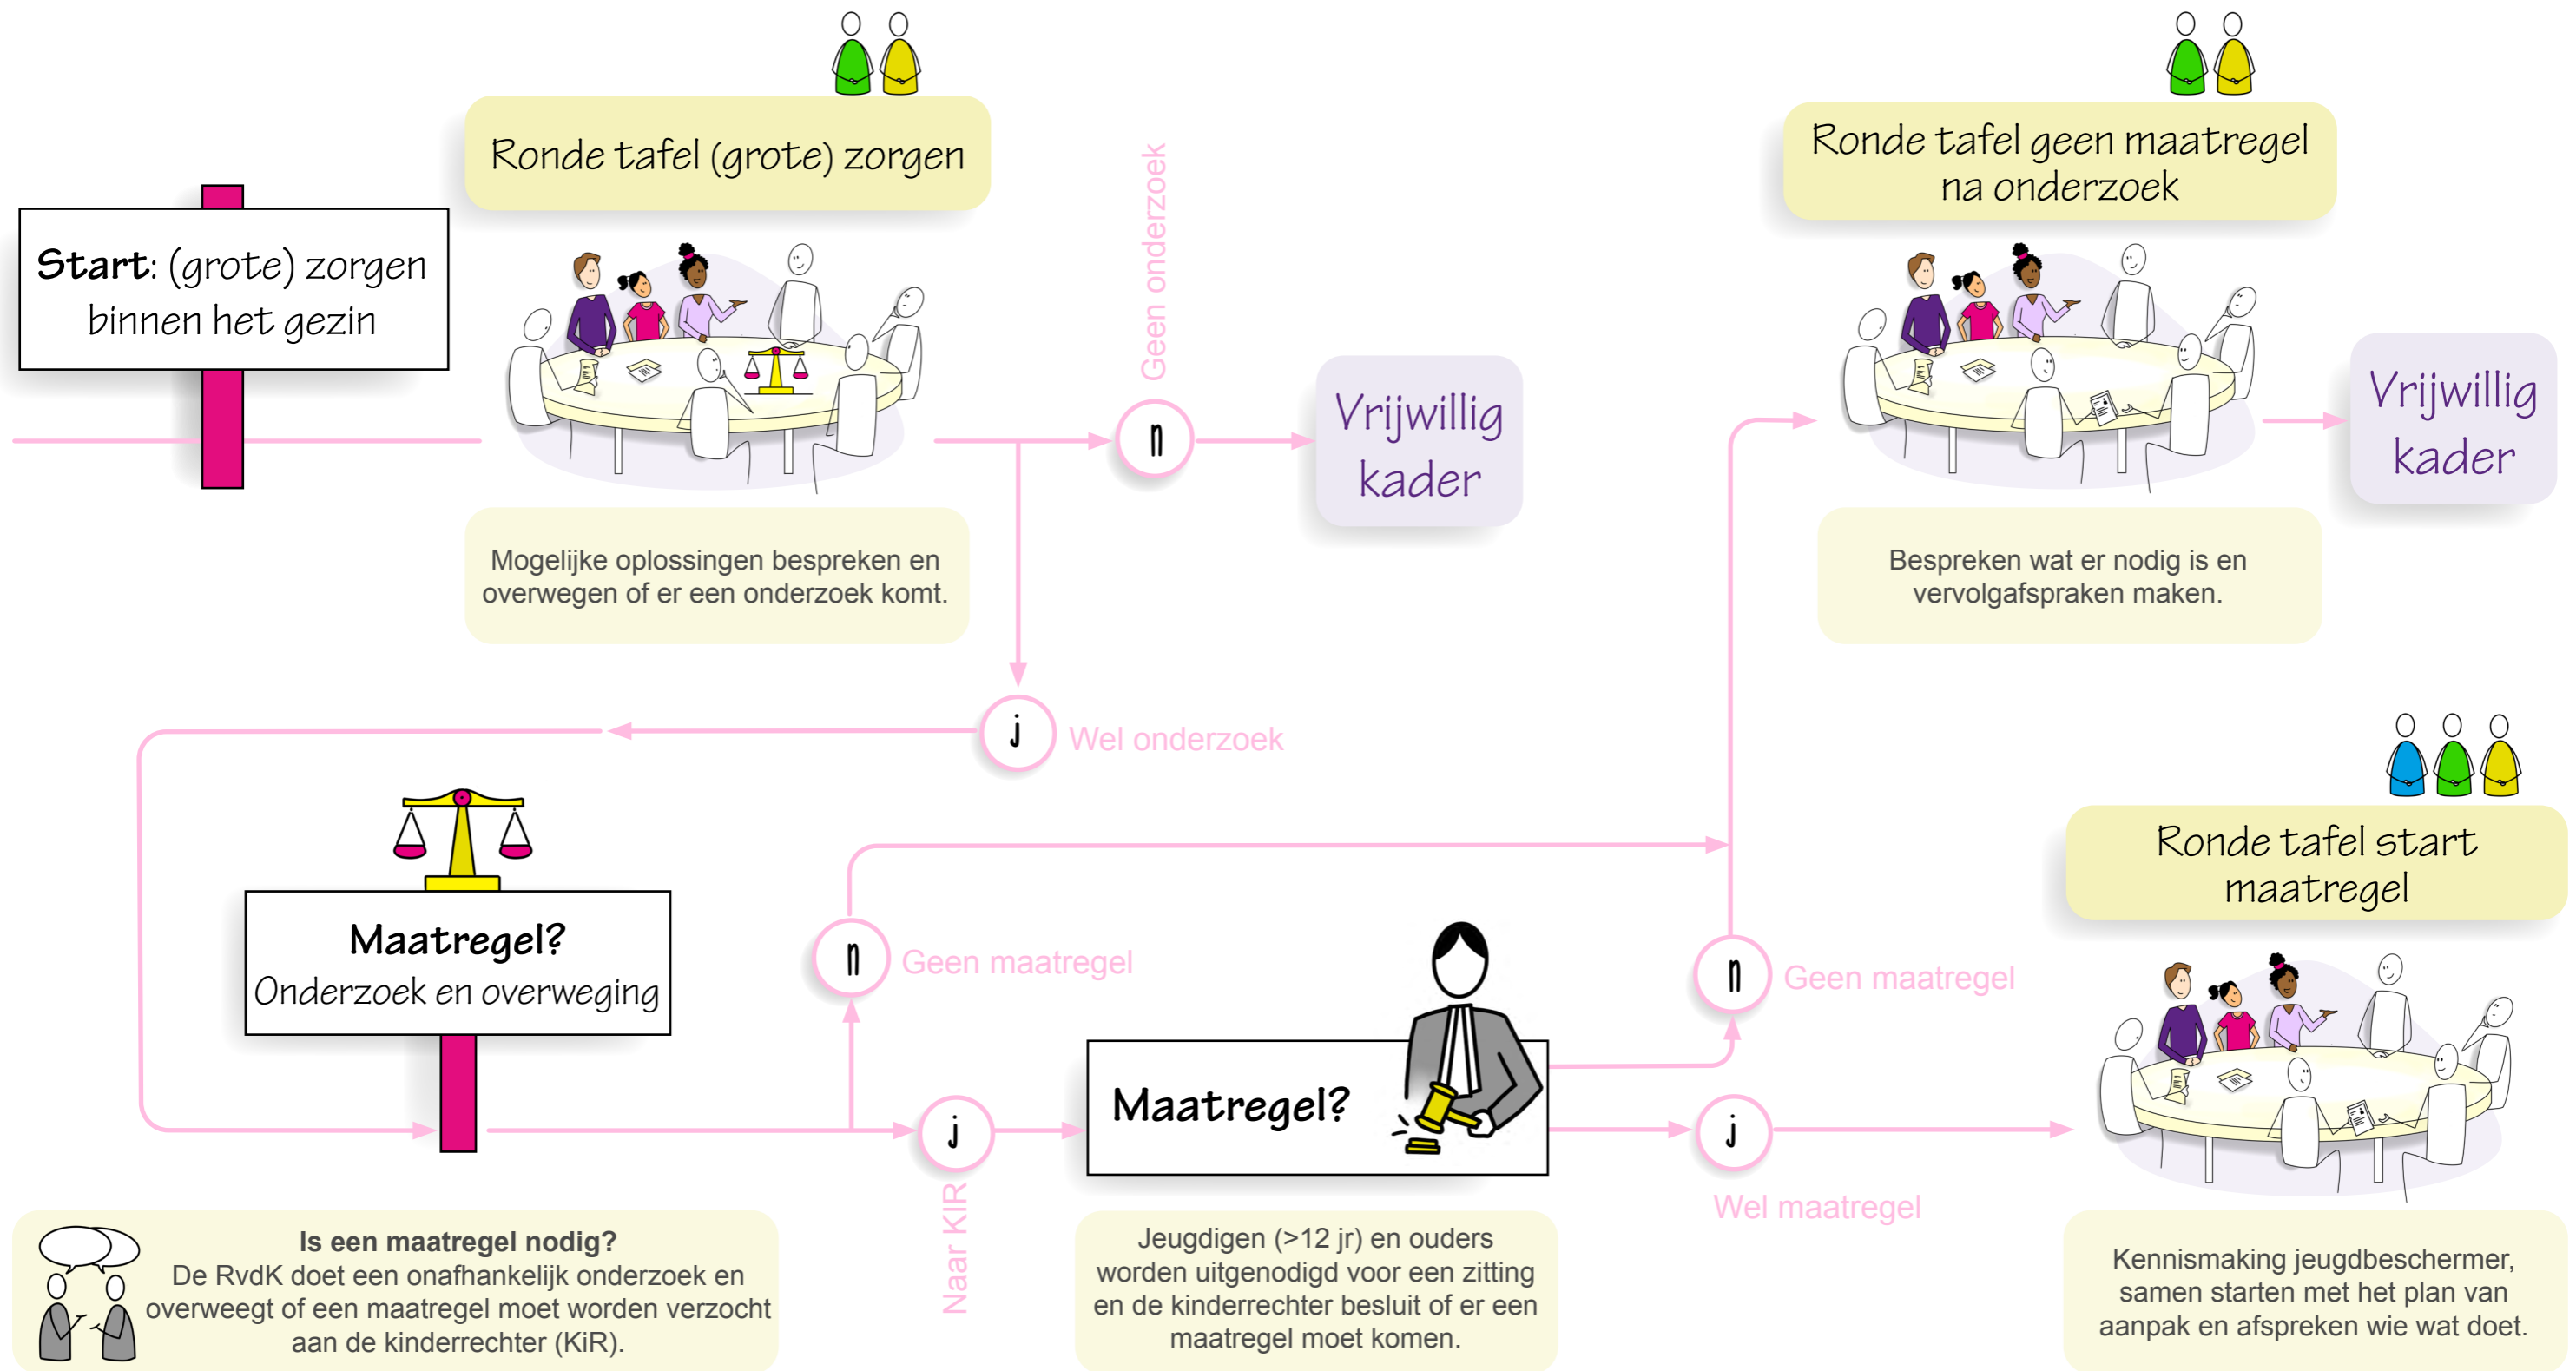 Ronde tafel (grote) zorgen
Start: (grote) zorgen
binnen het gezin
Mogelijke oplossingen bespreken en
overwegen of er een onderzoek komt.
Geen onderzoek
n
Vrijwillig
kader
Ronde tafel geen maatregel
na onderzoek
Vrijwillig
kader
Bespreken wat er nodig is en
vervolgafspraken maken.
j
Wel onderzoek
Maatregel?
Onderzoek en overweging
Is een maatregel nodig?
De RvdK doet een onafhankelijk onderzoek en
overweegt of een maatregel moet worden verzocht
aan de kinderrechter (KiR).
n
Geen maatregel
j
Naar KIR
Maatregel?
Jeugdigen (>12 jr) en ouders
worden uitgenodigd voor een zitting
en de kinderrechter besluit of er een
maatregel moet komen.
n
Geen maatregel
j
Wel maatregel
Ronde tafel start
maatregel
Kennismaking jeugdbeschermer,
samen starten met het plan van
aanpak en afspreken wie wat doet.